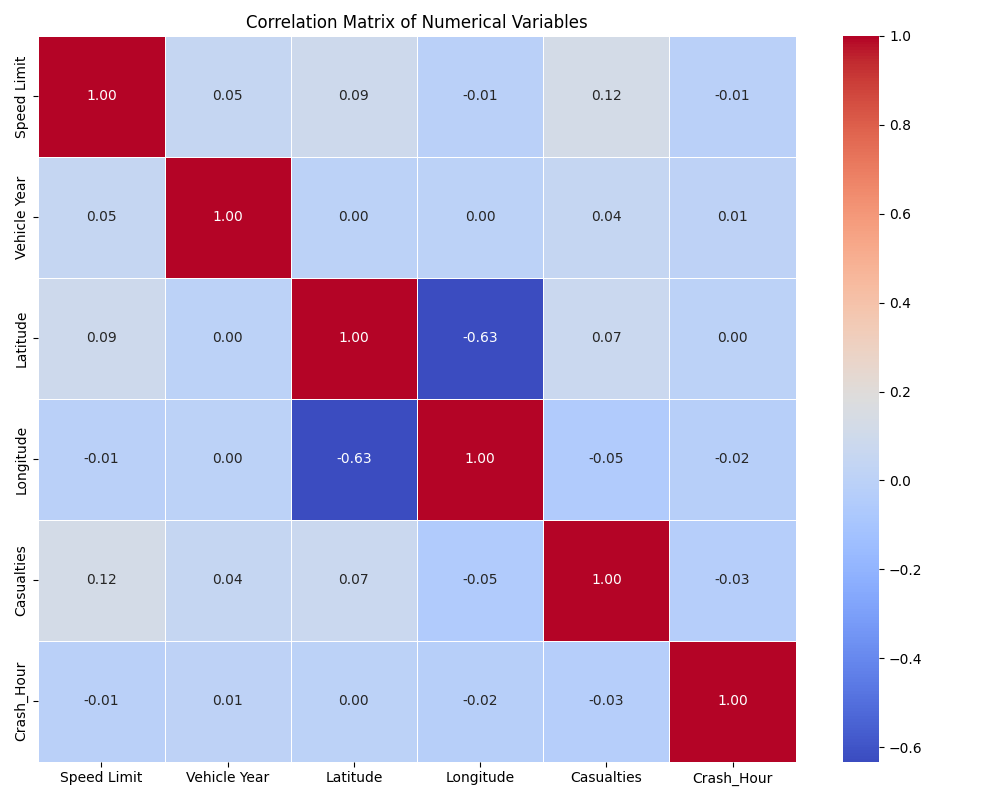 Correlation Matrix of Numerical Variables
Speed Limit 1.00 0.05 0.09 -0.01 0.12 -0.01
Vehicle Year 0.05 1.00 0.00 0.00 0.04 0.01
Latitude 0.09 0.00 1.00 -0.63 0.07 0.00
Longitude -0.01 0.00 -0.63 1.00 -0.05 -0.02
Casualties 0.12 0.04 0.07 -0.05 1.00 -0.03
Crash_Hour -0.01 0.01 0.00 -0.02 -0.03 1.00
Speed Limit Vehicle Year Latitude Longitude Casualties Crash_Hour
1.0
0.8
0.6
0.4
0.2
0.0
−0.2
−0.4
−0.6